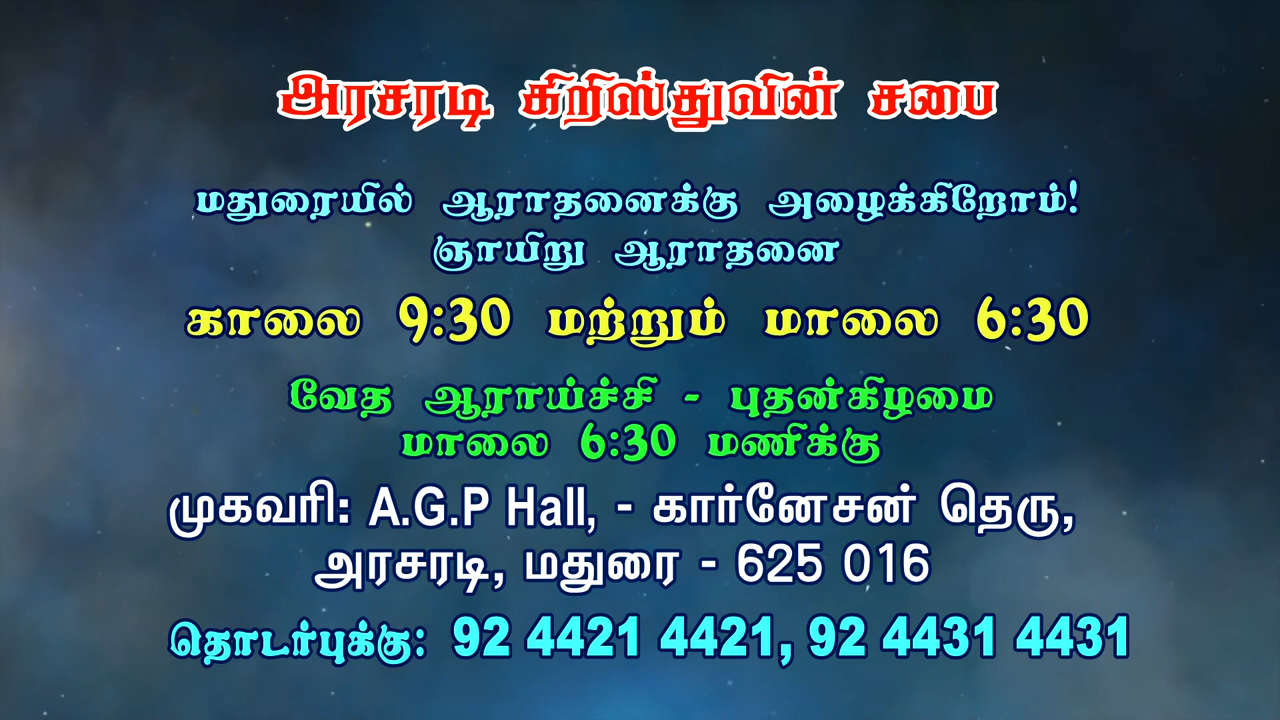 அரசரடி கிறிஸ்துவின் சபை
மதுரையில் ஆராதனைக்கு அழைக்கிறோம்!
ஞாயிறு ஆராதனை
காலை 9:30 மற்றும் மாலை 6:30
வேத ஆராய்ச்சி - புதன்கிழமை
மாலை 6:30 மணிக்கு
முகவரி: A.G.P Hall, - கார்னேசன் தெரு,
அரசரடி, மதுரை - 625 016
தொடர்புக்கு: 92 4421 4421, 92 4431 4431